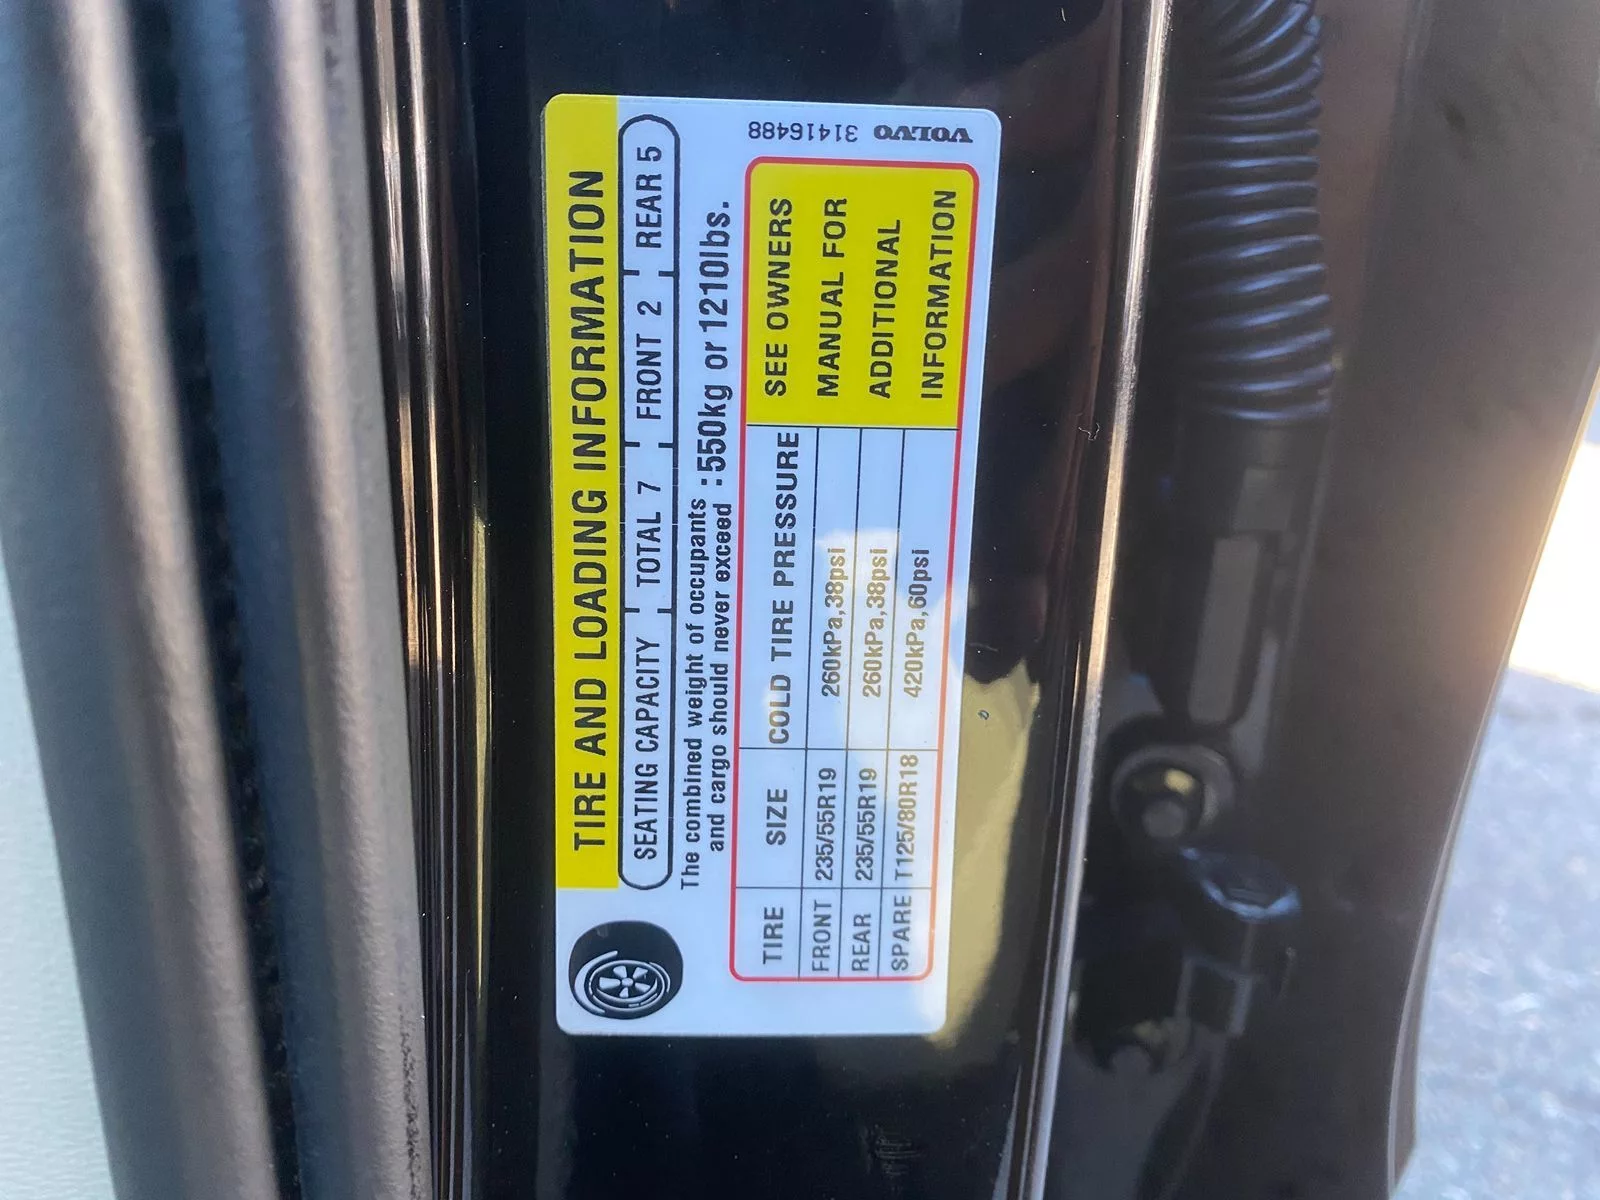 TIRE AND LOADING INFORMATION
SEATING CAPACITY TOTAL 7 FRONT 2 REAR 5
The combined weight of occupants
and cargo should never exceed : 550kg or 1210lbs.
TIRE SIZE COLD TIRE PRESSURE
FRONT 235/55R19 260kPa,38psi
REAR 235/55R19 260kPa,38psi
SPARE T125/80R18 420kPa,60psi
SEE OWNERS
MANUAL FOR
ADDITIONAL
INFORMATION
VOLVO 31416488